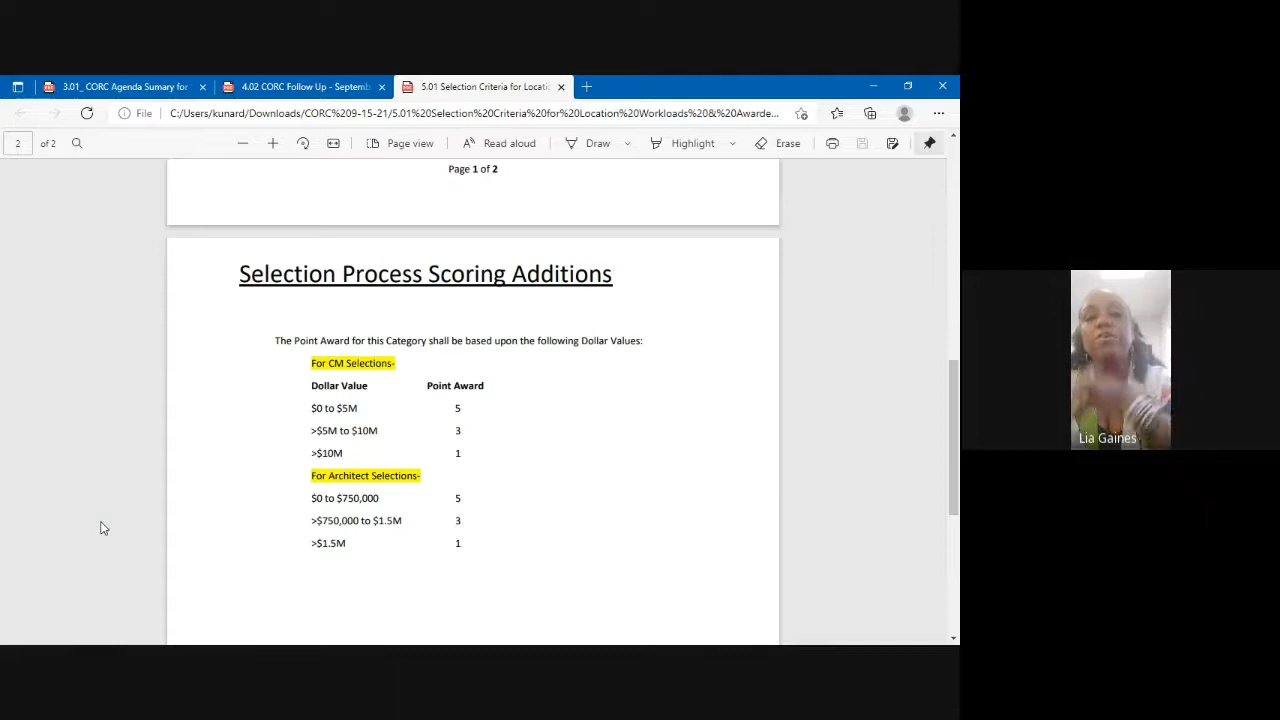 3.01_ CORC Agenda Sumary for
4.02 CORC Follow Up - Septemb
5.01 Selection Criteria for Locati
File C:/Users/kunard/Downloads/CORC%209-15-21/5.01%20Selection%20Criteria%20for%20Location%20Workloads%20&%20Awarde...
2 of 2 Page view Read aloud Draw Highlight Erase
Page 1 of 2
Selection Process Scoring Additions
The Point Award for this Category shall be based upon the following Dollar Values:
For CM Selections-
Dollar Value Point Award
$0 to $5M 5
>$5M to $10M 3
>$10M 1
For Architect Selections-
$0 to $750,000 5
>$750,000 to $1.5M 3
>$1.5M 1
Lia Gaines